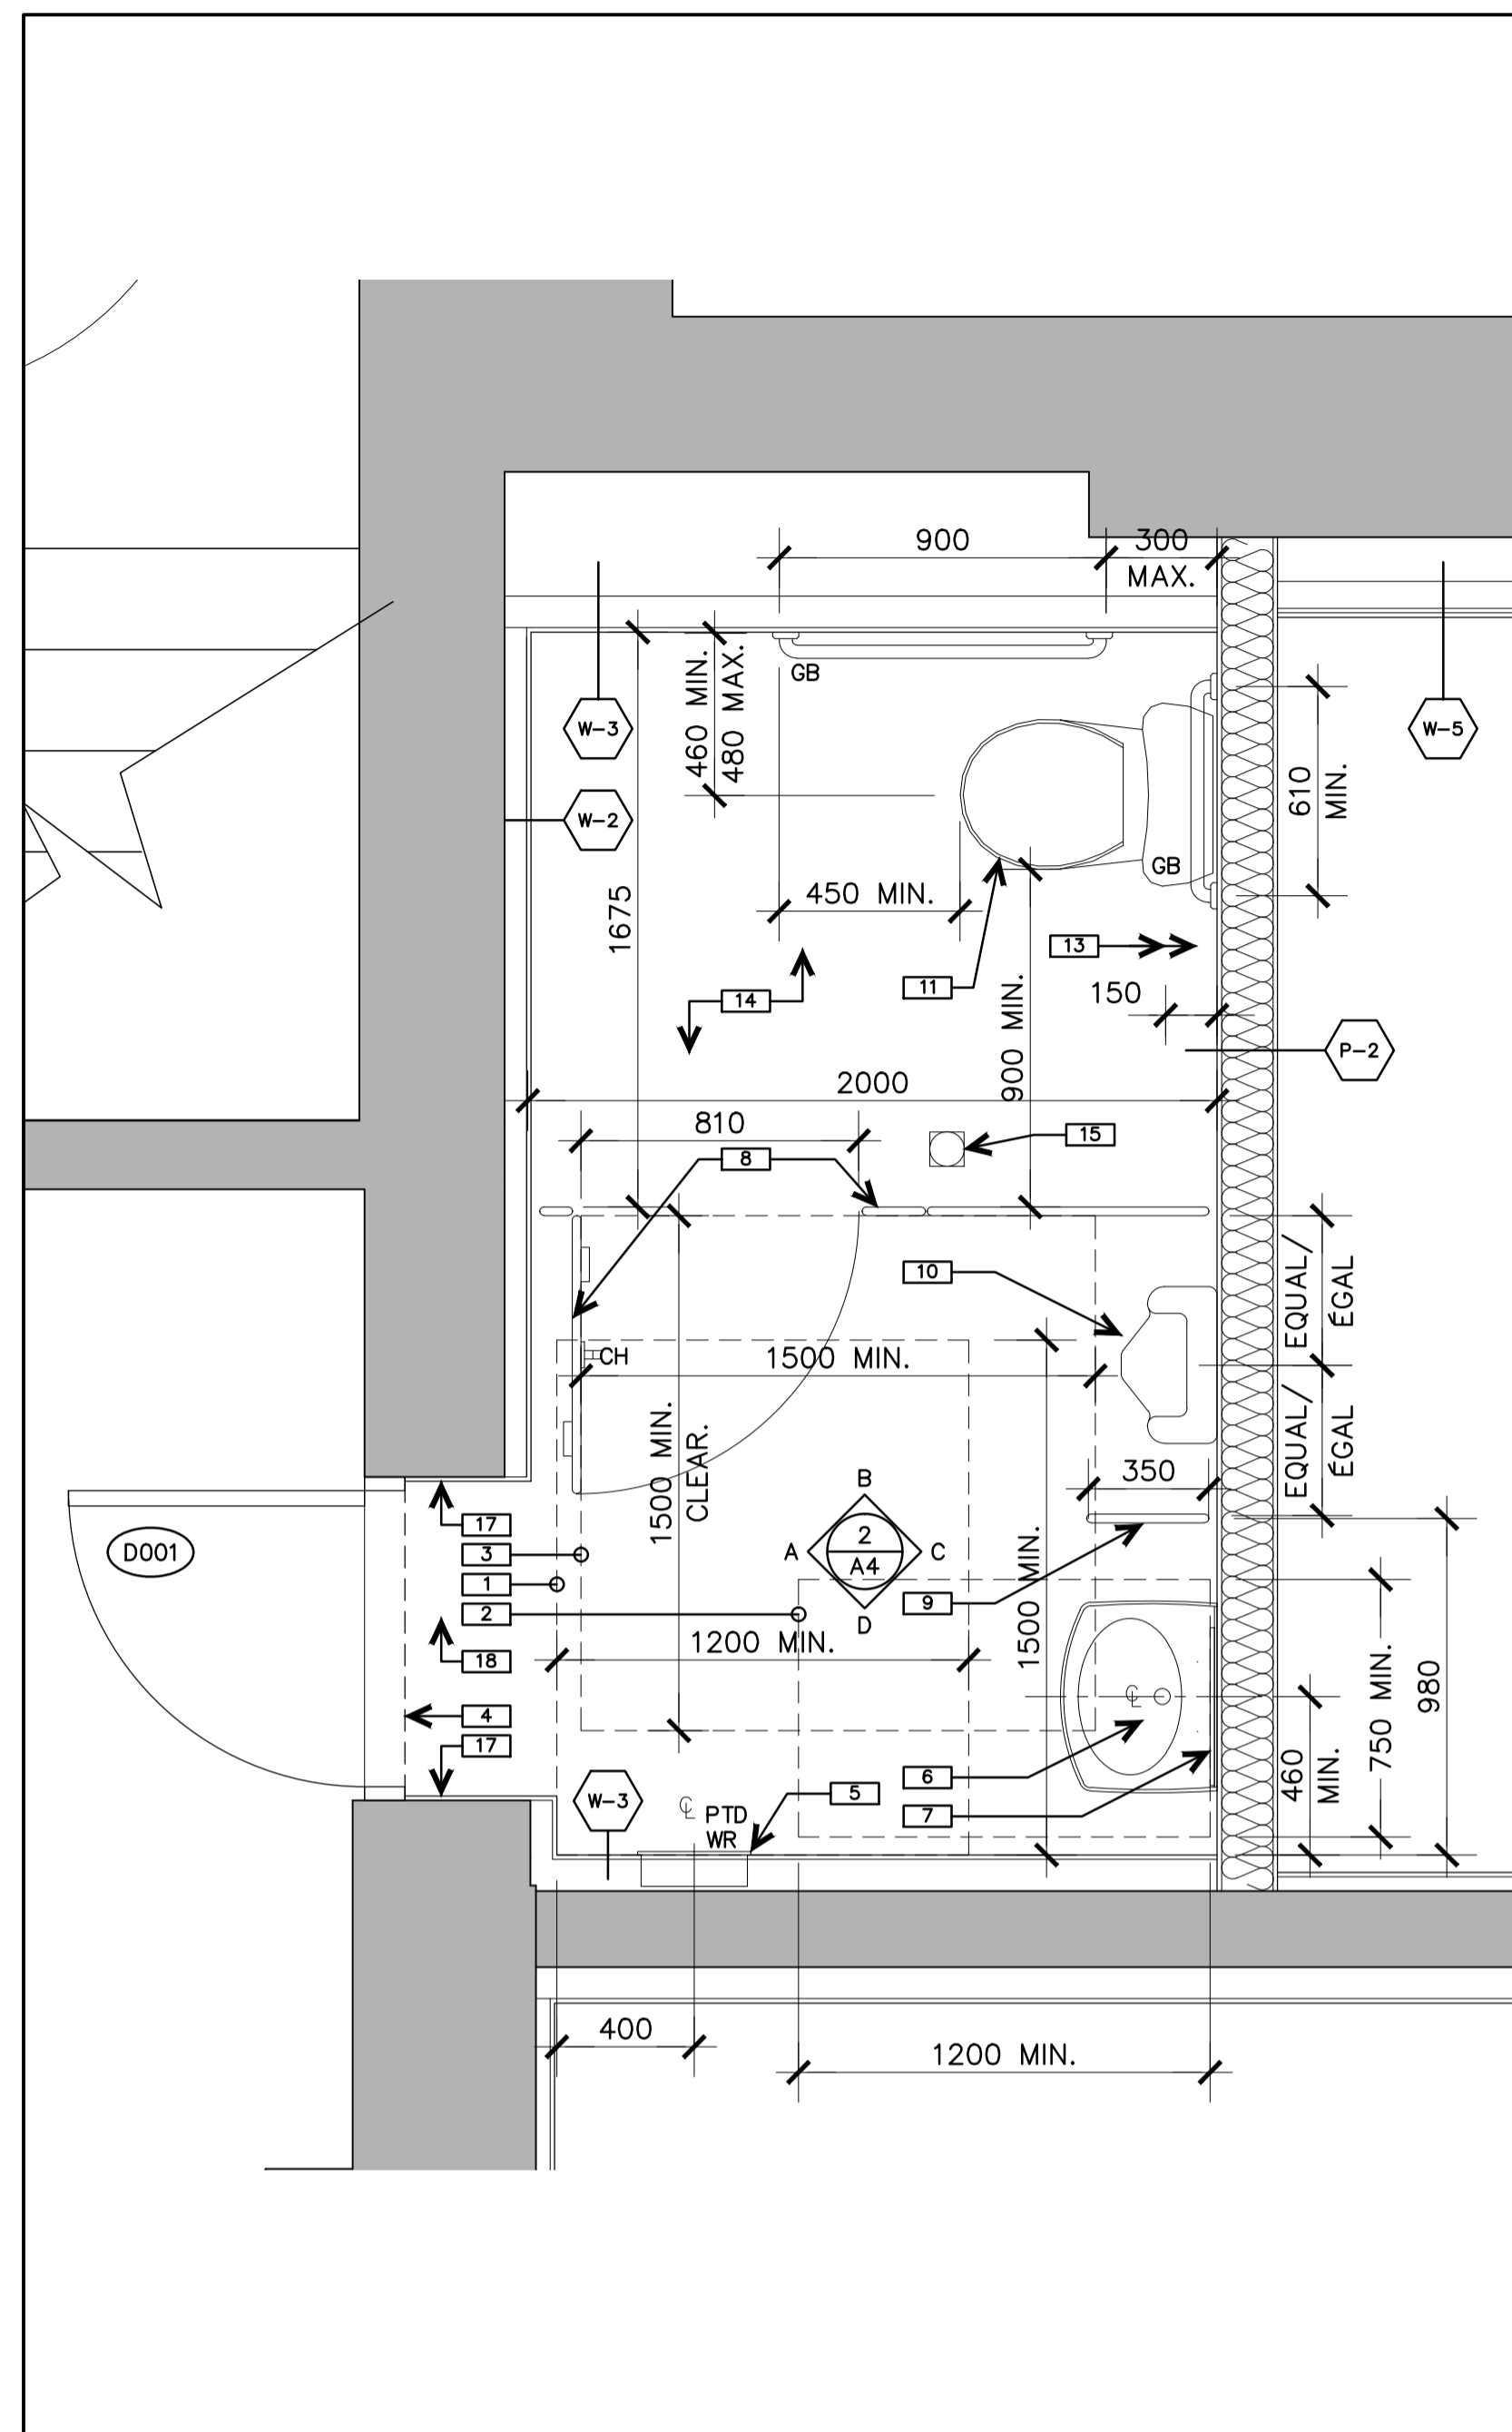 900
300
MAX.
GB
460 MIN.
480 MAX.
W-3
W-5
610
MIN.
W-2
GB
1675
450 MIN.
13
14
11
150
900 MIN.
P-2
2000
810
15
8
10
EQUAL/
ÉGAL
CH
1500 MIN.
1500 MIN.
CLEAR.
EQUAL/
ÉGAL
350
B
17
2
D001
A
C
3
A4
1
9
1500 MIN.
2
D
1200 MIN.
18
980
℄
4
750 MIN.
17
460
MIN.
6
5
W-3
℄
PTD
WR
7
400
1200 MIN.